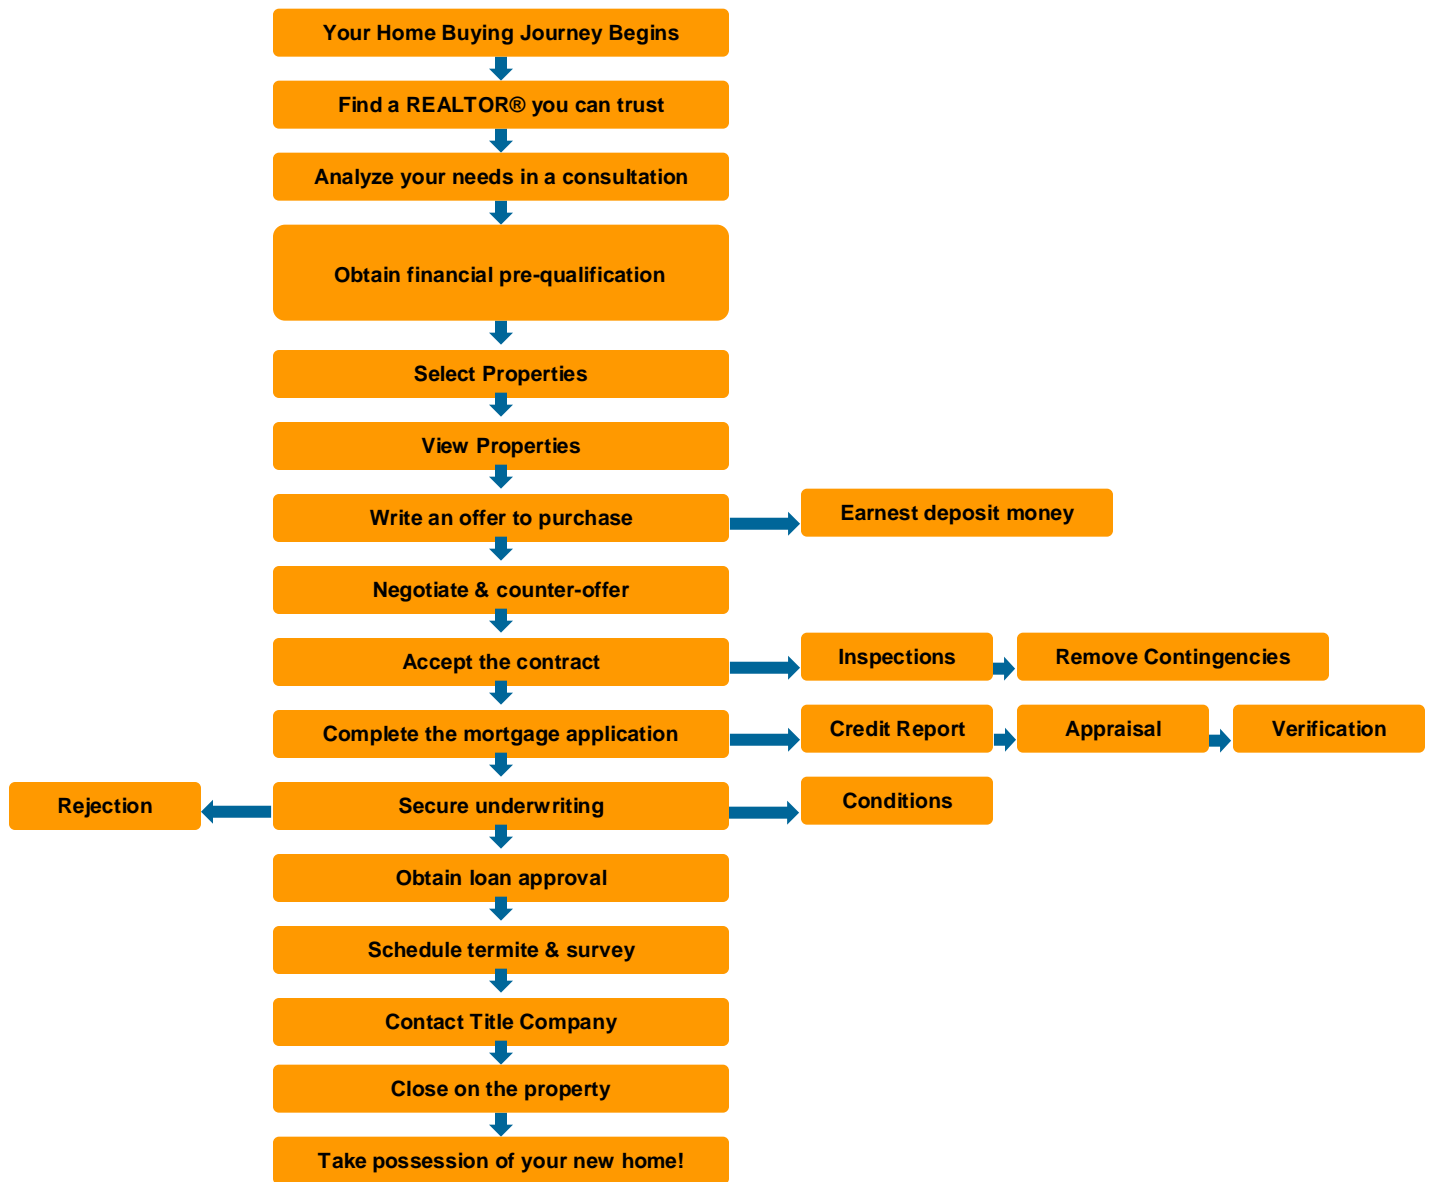 Your Home Buying Journey Begins
Find a REALTOR® you can trust
Analyze your needs in a consultation
Obtain financial pre-qualification
Select Properties
View Properties
Write an offer to purchase
Earnest deposit money
Negotiate & counter-offer
Accept the contract
Inspections
Remove Contingencies
Complete the mortgage application
Credit Report
Appraisal
Verification
Rejection
Secure underwriting
Conditions
Obtain loan approval
Schedule termite & survey
Contact Title Company
Close on the property
Take possession of your new home!